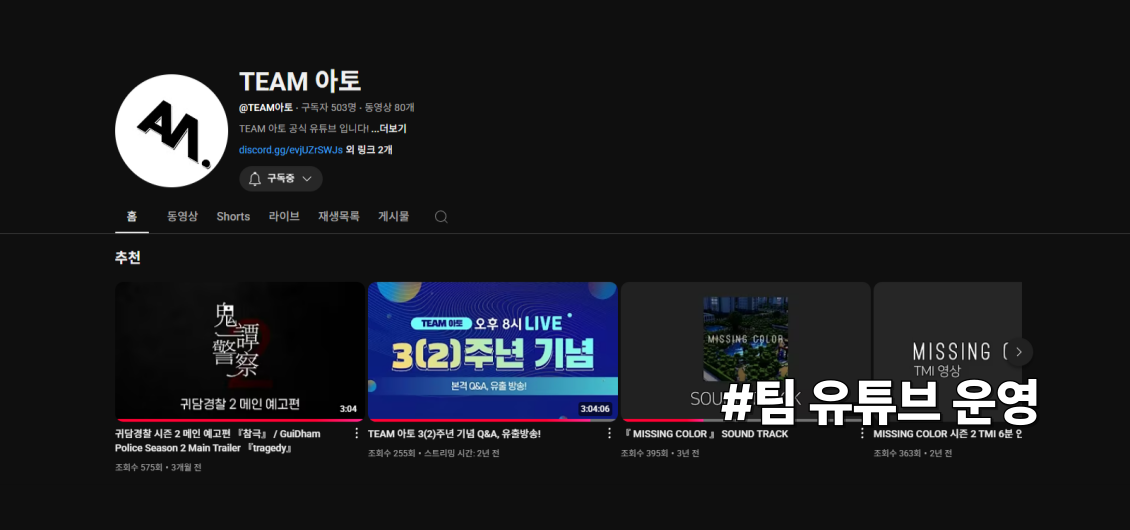 TEAM 아토
@TEAM아토 · 구독자 503명 · 동영상 80개
TEAM 아토 공식 유튜브 입니다! ...더보기
discord.gg/evjUZrSWJs 외 링크 2개
구독중
홈 동영상 Shorts 라이브 재생목록 게시물
추천
鬼譚警察
2
귀담경찰 2 메인 예고편
3:04
TEAM 아토 오후 8시 LIVE
3(2)주년 기념
본격 Q&A, 유출 방송!
3:04:06
MISSING COLOR
MISSING
TMI 영상
#팀 유튜브 운영
귀담경찰 시즌 2 메인 예고편 『참극』 / GuiDham
Police Season 2 Main Trailer 『tragedy』
조회수 575회 • 3개월 전
TEAM 아토 3(2)주년 기념 Q&A, 유출방송!
조회수 255회 • 스트리밍 시간: 2년 전
『 MISSING COLOR 』 SOUND TRACK
조회수 395회 • 3년 전
MISSING COLOR 시즌 2 TMI 6분 안
조회수 363회 • 2년 전